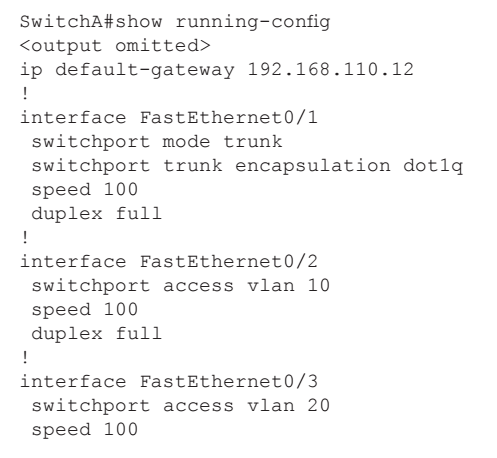 SwitchA#show running-config
<output omitted>
ip default-gateway 192.168.110.12
!
interface FastEthernet0/1
switchport mode trunk
switchport trunk encapsulation dot1q
speed 100
duplex full
!
interface FastEthernet0/2
switchport access vlan 10
speed 100
duplex full
!
interface FastEthernet0/3
switchport access vlan 20
speed 100